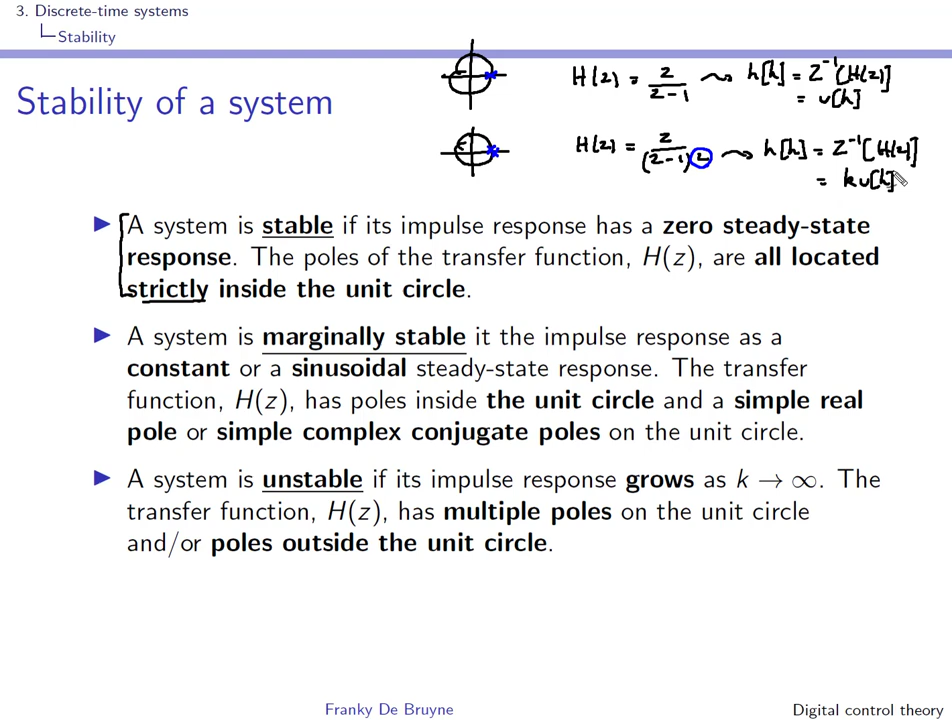 3. Discrete-time systems
Stability
Stability of a system
H(z) = z/(z-1) ⤳ h[k] = Z⁻¹[H(z)]
= u[k]
H(z) = z/(z-1)² ⤳ h[k] = Z⁻¹[H(z)]
= k u[k]
▶ A system is stable if its impulse response has a zero steady-state
response. The poles of the transfer function, H(z), are all located
strictly inside the unit circle.
▶ A system is marginally stable it the impulse response as a
constant or a sinusoidal steady-state response. The transfer
function, H(z), has poles inside the unit circle and a simple real
pole or simple complex conjugate poles on the unit circle.
▶ A system is unstable if its impulse response grows as k → ∞. The
transfer function, H(z), has multiple poles on the unit circle
and/or poles outside the unit circle.
Franky De Bruyne
Digital control theory